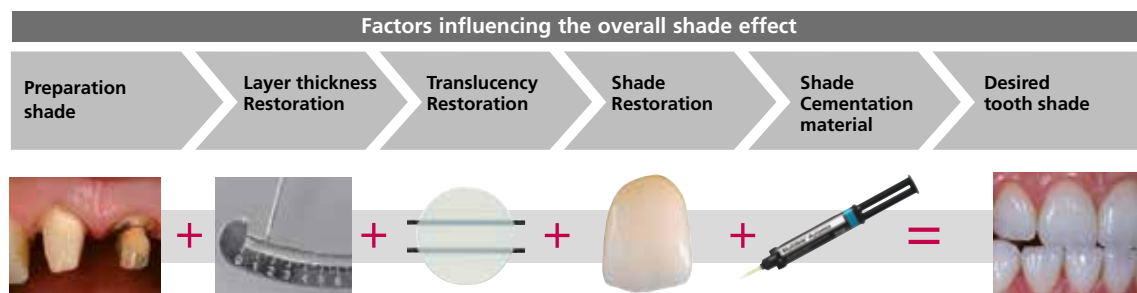 Factors influencing the overall shade effect
Preparation
shade
Layer thickness
Restoration
Translucency
Restoration
Shade
Restoration
Shade
Cementation
material
Desired
tooth shade
+ + + + =